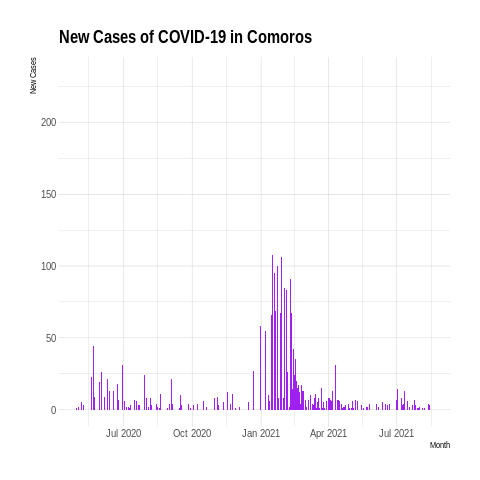 New Cases of COVID-19 in Comoros
New Cases
200
150
100
50
0
Jul 2020 Oct 2020 Jan 2021 Apr 2021 Jul 2021
Month